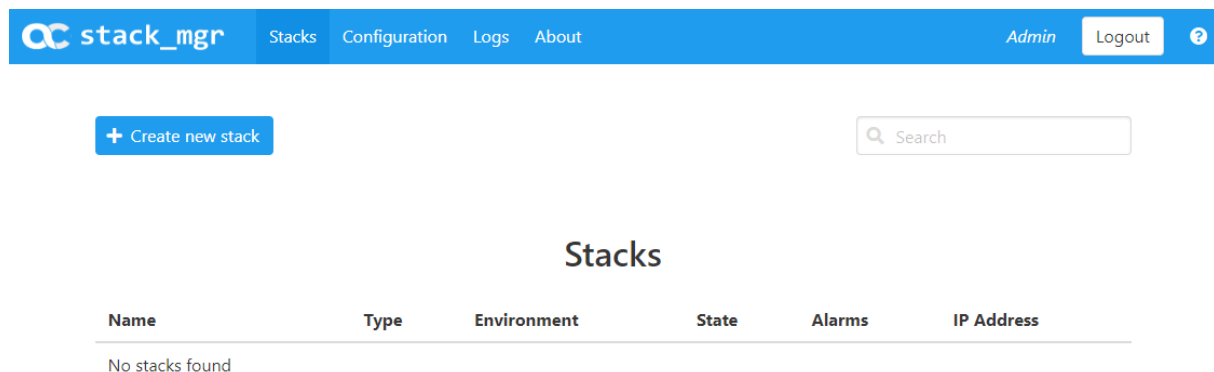 stack_mgr Stacks Configuration Logs About Admin Logout
Create new stack Search
Stacks
Name Type Environment State Alarms IP Address
No stacks found